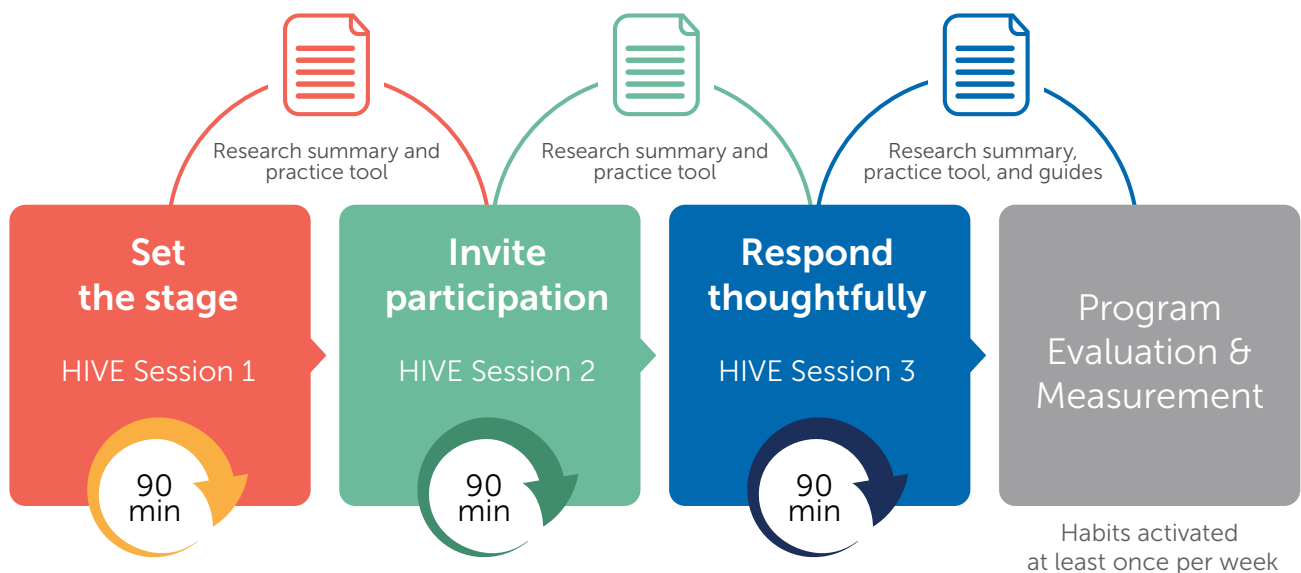 Research summary and
practice tool
Research summary and
practice tool
Research summary,
practice tool, and guides
Set
the stage
HIVE Session 1
90
min
Invite
participation
HIVE Session 2
90
min
Respond
thoughtfully
HIVE Session 3
90
min
Program
Evaluation &
Measurement
Habits activated
at least once per week